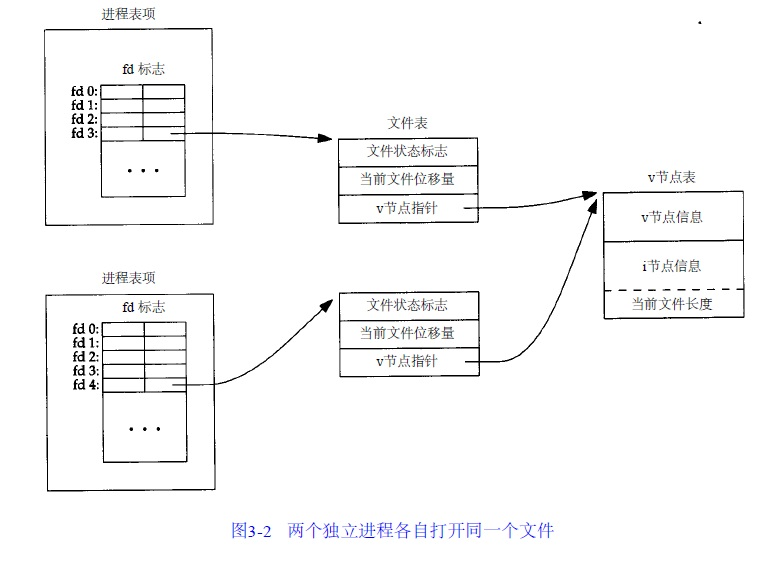 进程表项
fd 标志
fd 0:
fd 1:
fd 2:
fd 3:
• • •
文件表
文件状态标志
当前文件位移量
v节点指针
v节点表
v节点信息
i节点信息
当前文件长度
进程表项
fd 标志
fd 0:
fd 1:
fd 2:
fd 3:
fd 4:
• • •
文件状态标志
当前文件位移量
v节点指针
图3-2 两个独立进程各自打开同一个文件